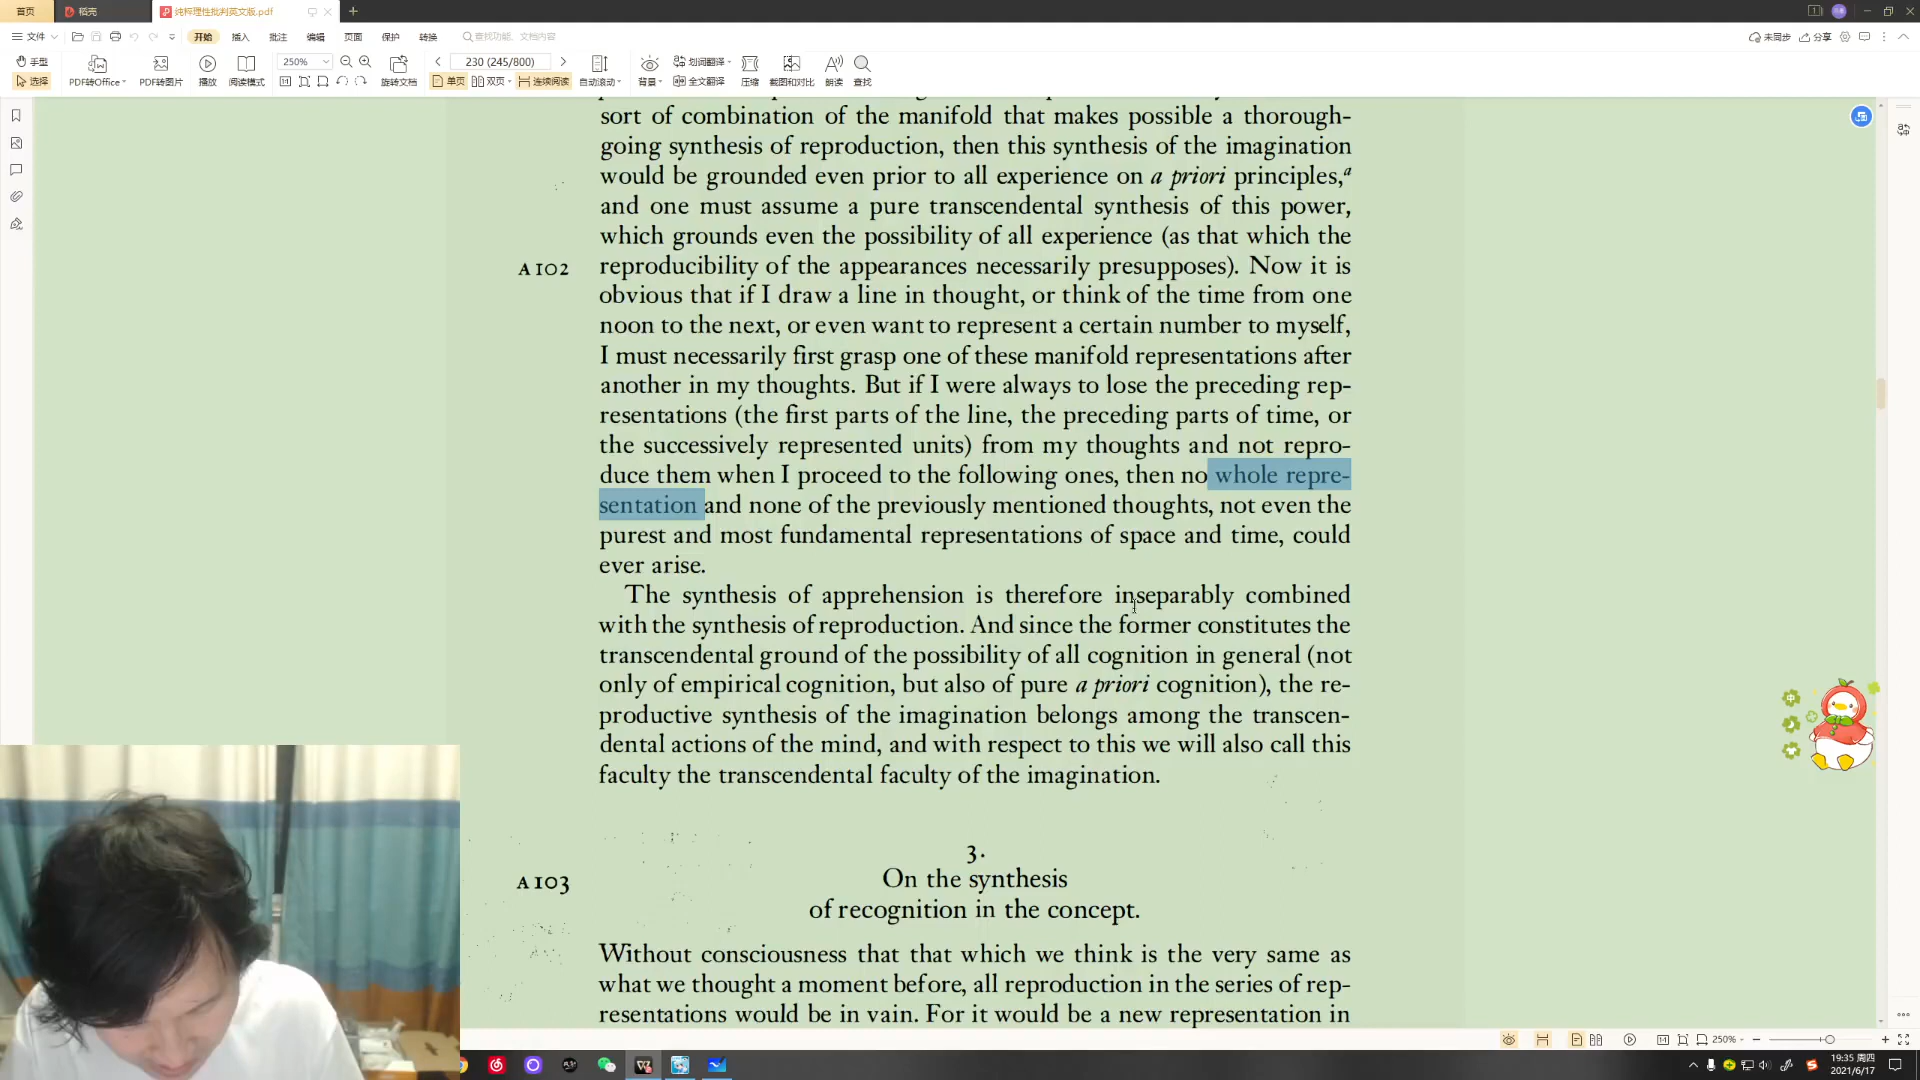 首页
稻壳
纯粹理性批判英文版.pdf
文件
开始
插入
批注
编辑
页面
保护
转换
查找功能、文档内容
未同步
分享
手型
选择
PDF转Office
PDF转图片
播放
阅读模式
250%
旋转文档
230 (245/800)
单页
双页
连续阅读
自动滚动
背景
划词翻译
全文翻译
压缩
截图和对比
朗读
查找
sort of combination of the manifold that makes possible a thorough-
going synthesis of reproduction, then this synthesis of the imagination
would be grounded even prior to all experience on a priori principles,a
and one must assume a pure transcendental synthesis of this power,
which grounds even the possibility of all experience (as that which the
A 102
reproducibility of the appearances necessarily presupposes). Now it is
obvious that if I draw a line in thought, or think of the time from one
noon to the next, or even want to represent a certain number to myself,
I must necessarily first grasp one of these manifold representations after
another in my thoughts. But if I were always to lose the preceding rep-
resentations (the first parts of the line, the preceding parts of time, or
the successively represented units) from my thoughts and not repro-
duce them when I proceed to the following ones, then no whole repre-
sentation and none of the previously mentioned thoughts, not even the
purest and most fundamental representations of space and time, could
ever arise.
The synthesis of apprehension is therefore inseparably combined
with the synthesis of reproduction. And since the former constitutes the
transcendental ground of the possibility of all cognition in general (not
only of empirical cognition, but also of pure a priori cognition), the re-
productive synthesis of the imagination belongs among the transcen-
dental actions of the mind, and with respect to this we will also call this
faculty the transcendental faculty of the imagination.
3.
A 103
On the synthesis
of recognition in the concept.
Without consciousness that that which we think is the very same as
what we thought a moment before, all reproduction in the series of rep-
resentations would be in vain. For it would be a new representation in
250%
19:35 周四
2021/6/17